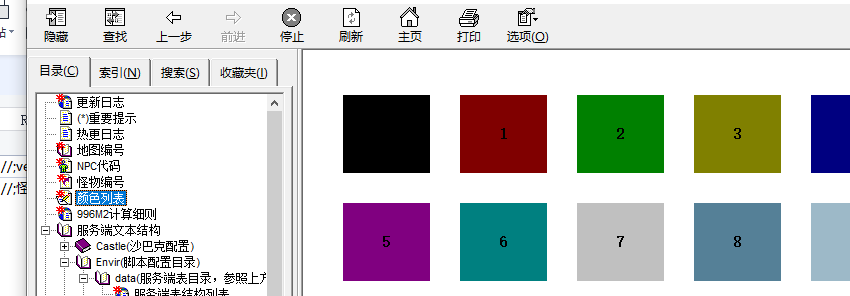 隐藏 查找 上一步 前进 停止 刷新 主页 打印 选项(O)
目录(C) 索引(N) 搜索(S) 收藏夹(I)
更新日志
(*)重要提示
热更日志
地图编号
NPC代码
怪物编号
颜色列表
996M2计算细则
服务端文本结构
Castle(沙巴克配置)
Envir(脚本配置目录)
data(服务端表目录，参照上方
服务端表结构列表
//;ve
//;怪
1 2 3
5 6 7 8